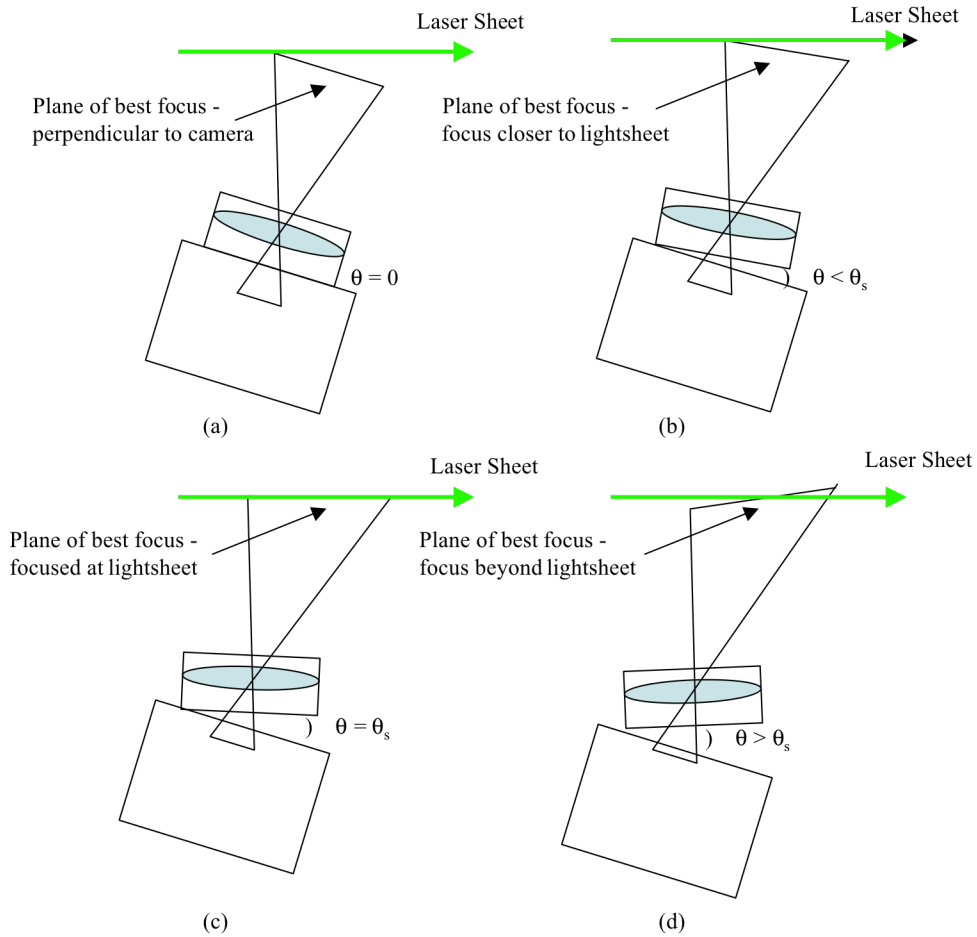 Laser Sheet
Plane of best focus -
perpendicular to camera
θ = 0
(a)
Laser Sheet
Plane of best focus -
focus closer to lightsheet
θ < θs
(b)
Laser Sheet
Plane of best focus -
focused at lightsheet
θ = θs
(c)
Laser Sheet
Plane of best focus -
focus beyond lightsheet
θ > θs
(d)